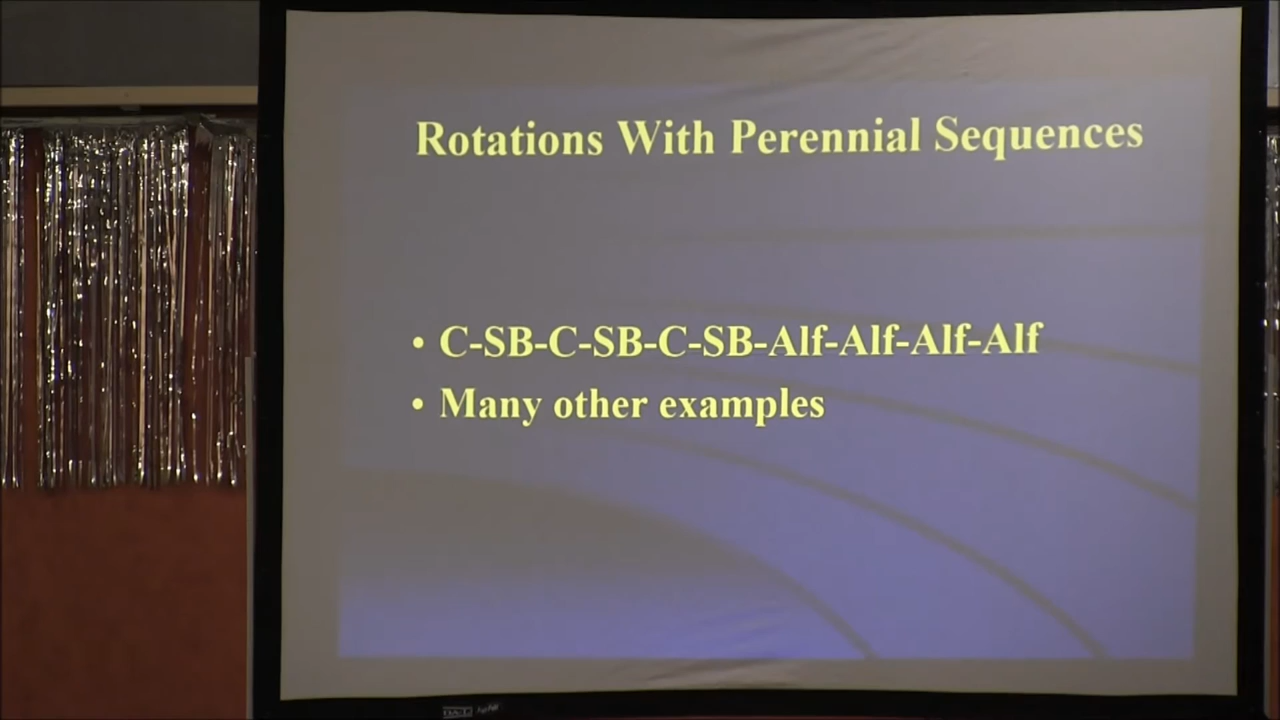 Rotations With Perennial Sequences
• C-SB-C-SB-C-SB-Alf-Alf-Alf-Alf
• Many other examples